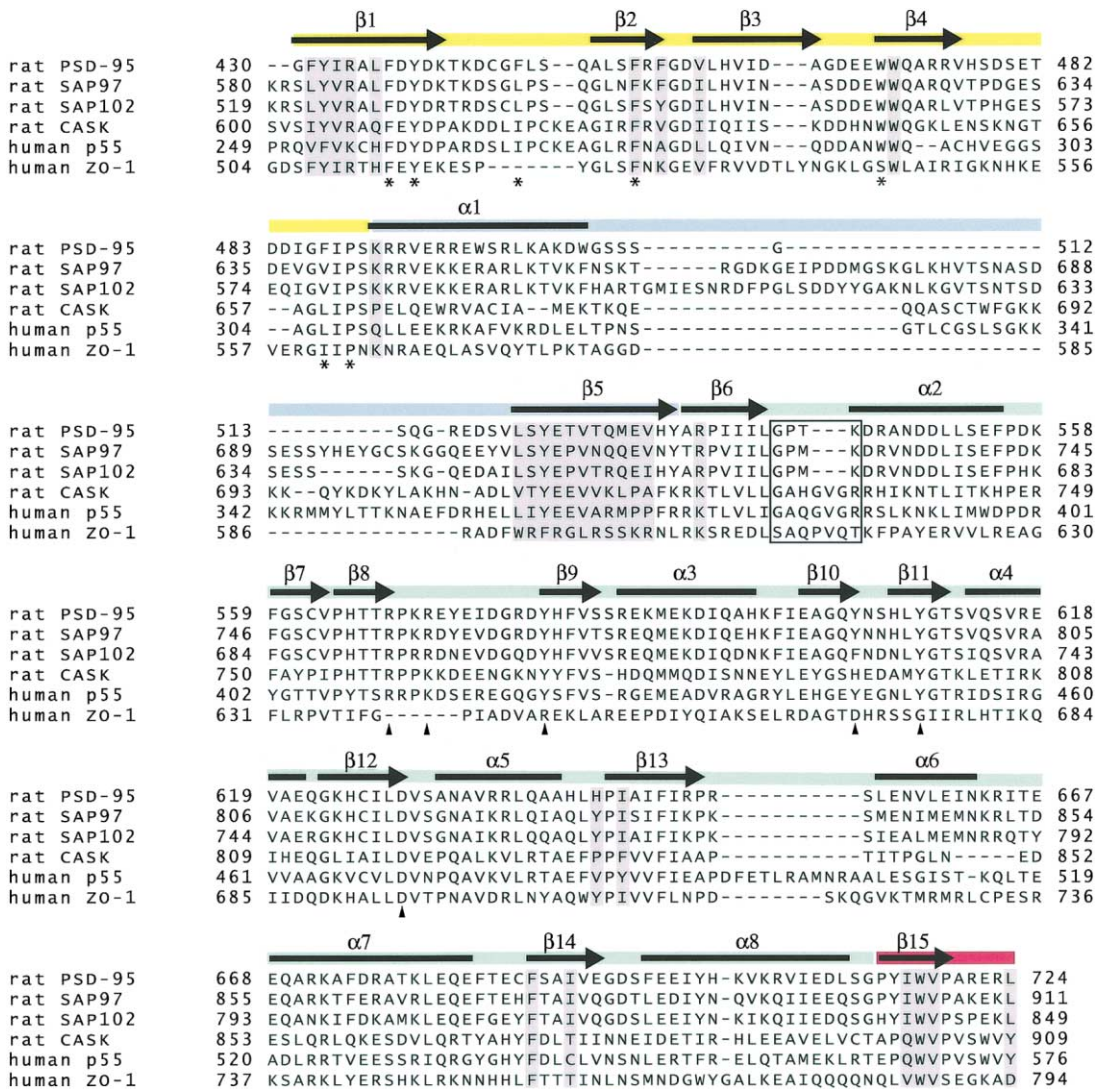 β1 β2 β3 β4
rat PSD-95 430 --GFYIRALFDYDKTKDCGFLS--QALSFRFGDVLHVID---AGDEEWWQARRVHSDSET 482
rat SAP97 580 KRSLYVRALFDYDKTKDSGLPS--QGLNFKFGDILHVIN---ASDDEWWQARQVTPDGES 634
rat SAP102 519 KRSLYVRALFDYDRTRDSCLPS--QGLSFSYGDILHVIN---ASDDEWWQARLVTPHGES 573
rat CASK 600 SVSIYVRAQFEYDPAKDDLIPCKEAGIRFRVGDIIQIIS---KDDHNWWQGKLENSKNGT 656
human p55 249 PRQVFVKCHFDYDPARDSLIPCKEAGLRFNAGDLLQIVN---QDDANWWQ--ACHVEGGS 303
human ZO-1 504 GDSFYIRTHFEYEKESP-----YGLSFNKGEVFRVVDTLYNGKLGSWLAIRIGKNHKE 556
* * * * *
α1
rat PSD-95 483 DDIGFIPSKRRVERREWSRLKAKDWGSSS-----------G-------------------- 512
rat SAP97 635 DEVGVIPSKRRVEKKERARLKTVKFNSKT-------RGDKGEIPDDMGSKGLKHVTSNASD 688
rat SAP102 574 EQIGVIPSKKRVEKKERARLKTVKFHARTGMIESNRDFPGLSDDYYGAKNLKGVTSNTSD 633
rat CASK 657 --AGLIPSPELQEWRVACIA--MEKTKQE------------------QQASCTWFGKK 692
human p55 304 --AGLIPSQLLEEKRKAFVKRDLELTPNS------------------GTLCGSLSGKK 341
human ZO-1 557 VERGIIPNKNRAEQLASVQYTLPKTAGGD-------------------------------- 585
* *
β5 β6 α2
rat PSD-95 513 ----------SQG-REDSVLSYETVTQMEVHYARPIIILGPT---KDRANDDLLSEFPDK 558
rat SAP97 689 SESSYHEYGCSKGGQEEYVLSYEPVNQQEVNYTRPVIILGPM---KDRVNDDLISEFPDK 745
rat SAP102 634 SESS------SKG-QEDAILSYEPVTRQEIHYARPVIILGPM---KDRVNDDLISEFPHK 683
rat CASK 693 KK--QYKDKYLAKHN-ADLVTYEEVVKLPAFKRKTLVLLGAHGVGRRHIKNTLITKHPER 749
human p55 342 KKRMMYLTTKNAEFDRHELLIYEEVARMPPFRRKTLVLIGAQGVGRRSLKNKLIMWDPDR 401
human ZO-1 586 ---------------RADFWRFRGLRSSKRNLRKSREDLSAQPVQTKFPAYERVVLREAG 630
β7 β8 β9 α3 β10 β11 α4
rat PSD-95 559 FGSCVPHTTRPKREYEIDGRDYHFVSSREKMEKDIQAHKFIEAGQYNSHLYGTSVQSVRE 618
rat SAP97 746 FGSCVPHTTRPKRDYEVDGRDYHFVTSREQMEKDIQEHKFIEAGQYNNHLYGTSVQSVRA 805
rat SAP102 684 FGSCVPHTTRPRRDNEVDGQDYHFVVSREQMEKDIQDNKFIEAGQFNDNLYGTSIQSVRA 743
rat CASK 750 FAYPIPHTTRPPKKDEENGKNYYFVS-HDQMMQDISNNEYLEYGSHEDAMYGTKLETIRK 808
human p55 402 YGTTVPYTSRRPKDSEREGQGYSFVS-RGEMEADVRAGRYLEHGEYEGNLYGTRIDSIRG 460
human ZO-1 631 FLRPVTIFG------PIADVAREKLAREEPDIYQIAKSELRDAGTDHRSSGIIRLHTIKQ 684
β12 α5 β13 α6
rat PSD-95 619 VAEQGKHCILDVSANAVRRLQAAHLHPIAIFIRPR------------SLENVLEINKRITE 667
rat SAP97 806 VAEKGKHCILDVSGNAIKRLQIAQLYPISIFIKPK------------SMENIMEMNKRLTD 854
rat SAP102 744 VAERGKHCILDVSGNAIKRLQQAQLYPIAIFIKPK------------SIEALMEMNRRQTY 792
rat CASK 809 IHEQGLIAILDVEPQALKVLRTAEFPPFVVFIAAP------------TITPGLN-----ED 852
human p55 461 VVAAGKVCVLDVNPQAVKVLRTAEFVPYVVFIEAPDFETLRAMNRAALESGIST-KQLTE 519
human ZO-1 685 IIDQDKHALLDVTPNAVDRLNYAQWYPIVVFLNPD---------SKQGVKTMRMRLCPESR 736
α7 β14 α8 β15
rat PSD-95 668 EQARKAFDRATKLEQEFTECFSAIVEGDSFEEIYH-KVKRVIEDLSGPYIWVPARERL 724
rat SAP97 855 EQARKTFERAVRLEQEFTEHFTAIVQGDTLEDIYN-QVKQIIEEQSGPYIWVPAKEKL 911
rat SAP102 793 EQANKIFDKAMKLEQEFGEYFTAIVQGDSLEEIYN-KIKQIIEDQSGHYIWVPSPEKL 849
rat CASK 853 ESLQRLQKESDVLQRTYAHYFDLTIINNEIDETIR-HLEEAVELVCTAPQWVPVSWVY 909
human p55 520 ADLRRTVEESSRIQRGYGHYFDLCLVNSNLERTFR-ELQTAMEKLRTEPQWVPVSWVY 576
human ZO-1 737 KSARKLYERSHKLRKNNHHLFTTTINLNSMNDGWYGALKEAIQQQQNQLVWVSEGKAD 794